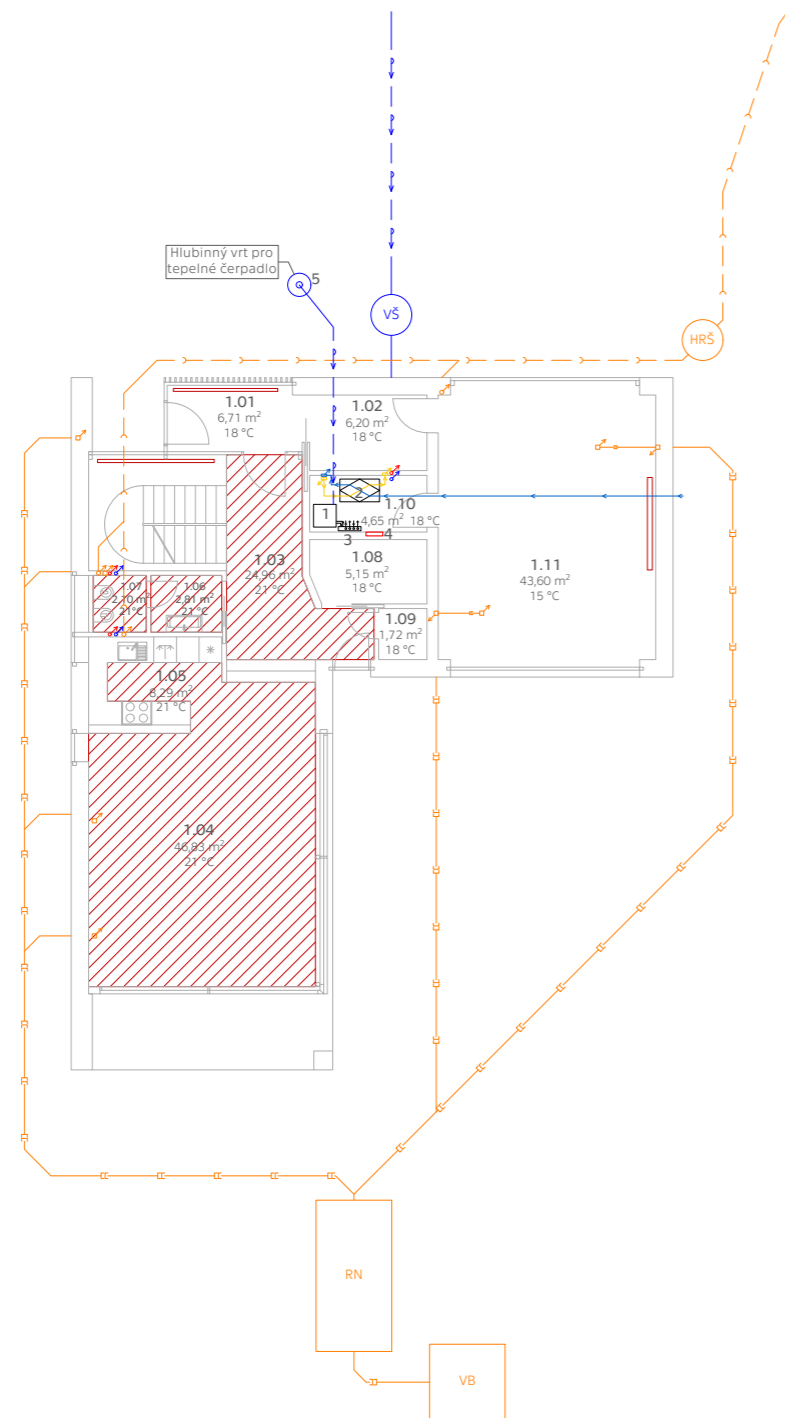 Hlubinný vrt pro
tepelné čerpadlo
5
VŠ
HRŠ
1.01
6,71 m²
18 °C
1.02
6,20 m²
18 °C
2
1.10
4,65 m² 18 °C
1
3
4
1.03
24,96 m²
21 °C
1.08
5,15 m²
18 °C
1.11
43,60 m²
15 °C
1.07
2,10 m²
21°C
1.06
2,81 m²
21 °C
1.09
1,72 m²
18 °C
1.05
8,29 m²
21 °C
1.04
46,83 m²
21 °C
RN
VB